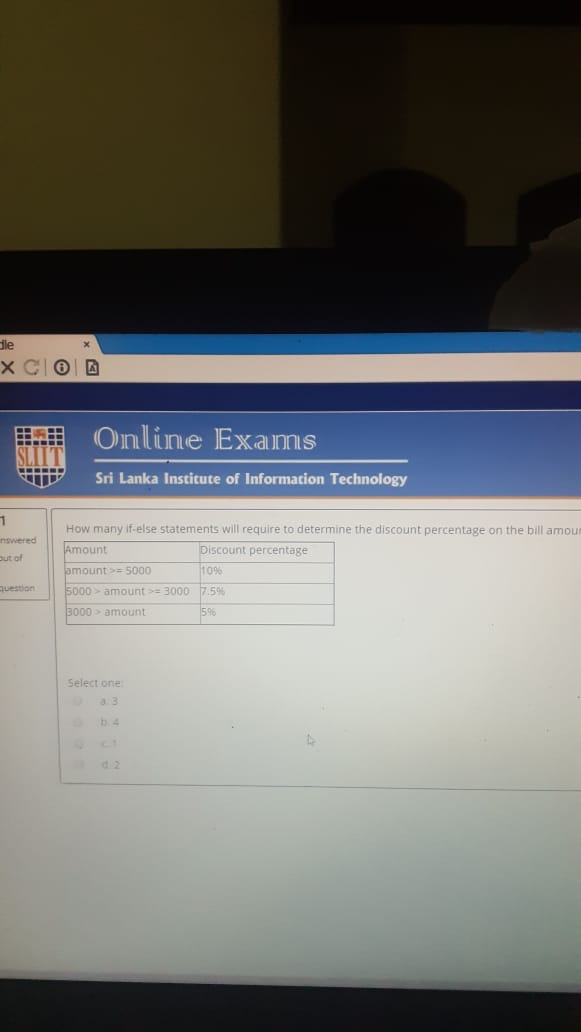 dle
SLIIT
Online Exams
Sri Lanka Institute of Information Technology
1
nswered
out of
question
How many if-else statements will require to determine the discount percentage on the bill amou
Amount Discount percentage
amount >= 5000 10%
5000 > amount >= 3000 7.5%
3000 > amount 5%
Select one:
a. 3
b. 4
c. 1
d. 2